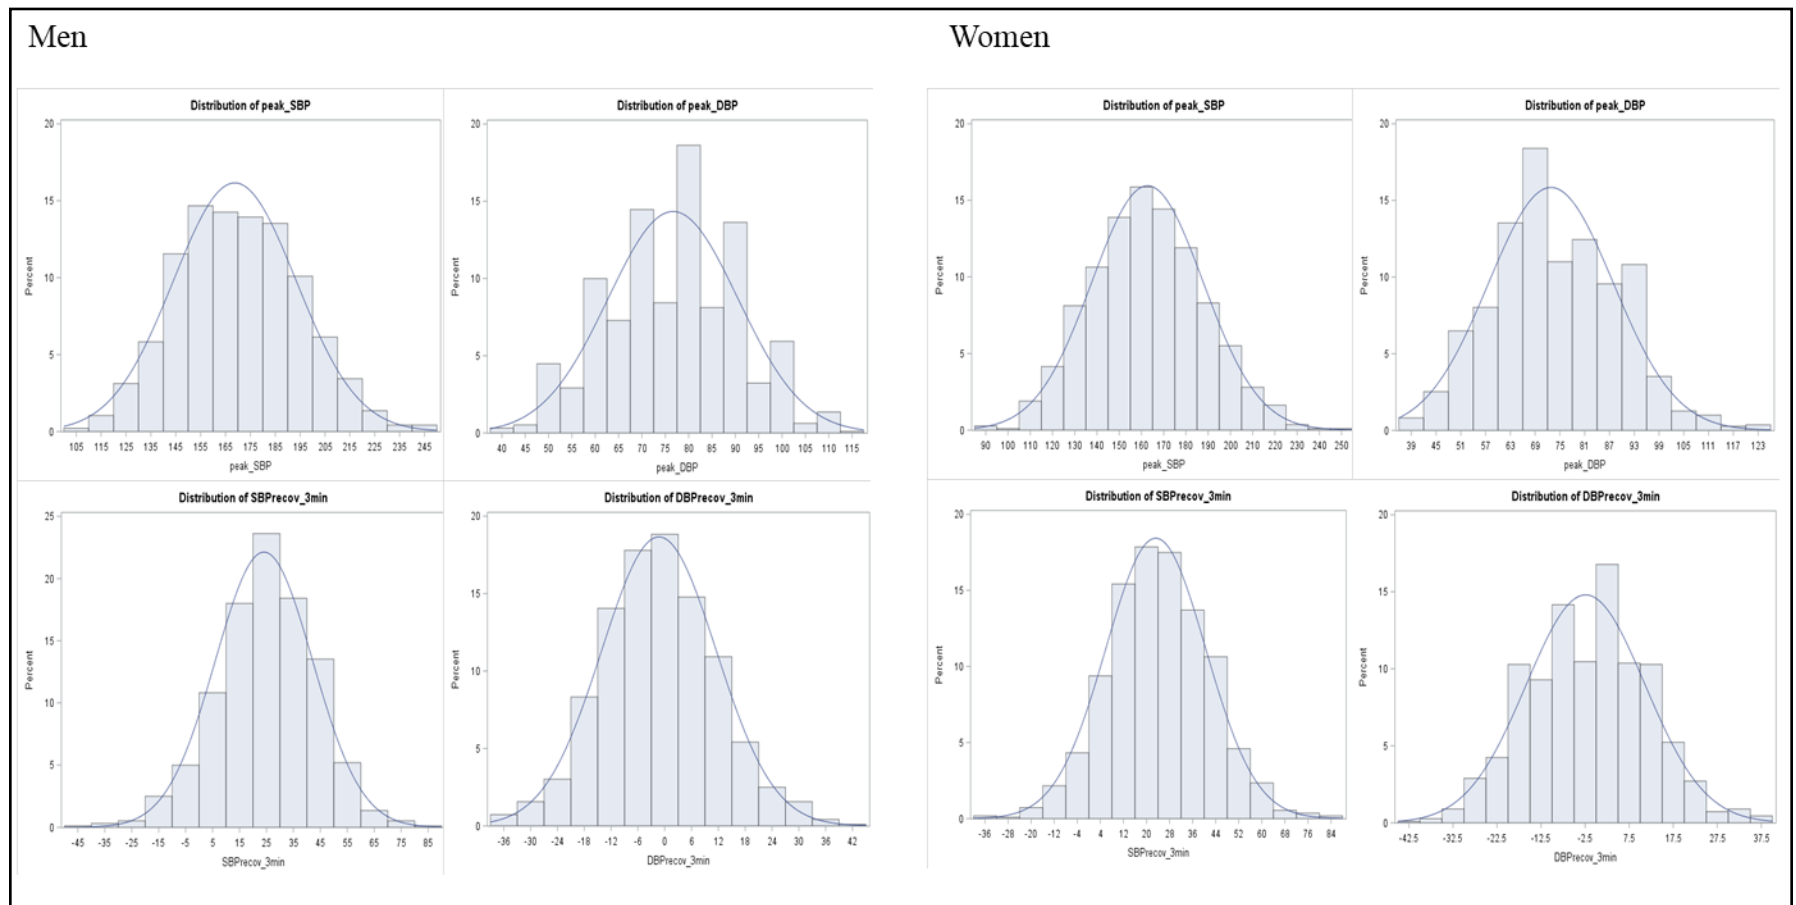 Men
Women
Distribution of peak_SBP
20
15
10
5
0
Percent
105 115 125 135 145 155 165 175 185 195 205 215 225 235 245
peak_SBP
Distribution of peak_DBP
20
15
10
5
0
Percent
40 45 50 55 60 65 70 75 80 85 90 95 100 105 110 115
peak_DBP
Distribution of peak_SBP
20
15
10
5
0
Percent
90 100 110 120 130 140 150 160 170 180 190 200 210 220 230 240 250
peak_SBP
Distribution of peak_DBP
20
15
10
5
0
Percent
39 45 51 57 63 69 75 81 87 93 99 105 111 117 123
peak_DBP
Distribution of SBPrecov_3min
25
20
15
10
5
0
Percent
-45 -35 -25 -15 -5 5 15 25 35 45 55 65 75 85
SBPrecov_3min
Distribution of DBPrecov_3min
20
15
10
5
0
Percent
-36 -30 -24 -18 -12 -6 0 6 12 18 24 30 36 42
DBPrecov_3min
Distribution of SBPrecov_3min
20
15
10
5
0
Percent
-36 -28 -20 -12 -4 4 12 20 28 36 44 52 60 68 76 84
SBPrecov_3min
Distribution of DBPrecov_3min
20
15
10
5
0
Percent
-42.5 -32.5 -22.5 -12.5 -2.5 7.5 17.5 27.5 37.5
DBPrecov_3min